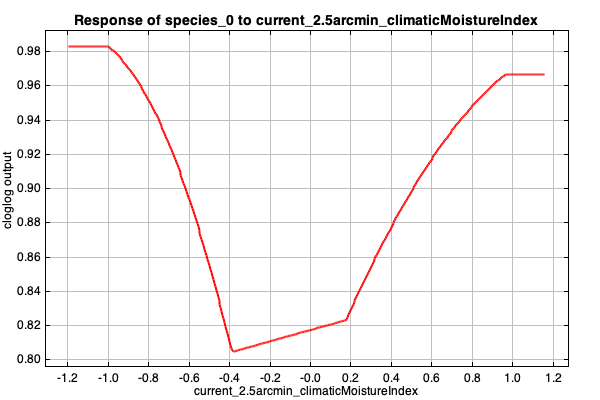 Response of species_0 to current_2.5arcmin_climaticMoistureIndex
cloglog output
0.98
0.96
0.94
0.92
0.90
0.88
0.86
0.84
0.82
0.80
-1.2 -1.0 -0.8 -0.6 -0.4 -0.2 -0.0 0.2 0.4 0.6 0.8 1.0 1.2
current_2.5arcmin_climaticMoistureIndex